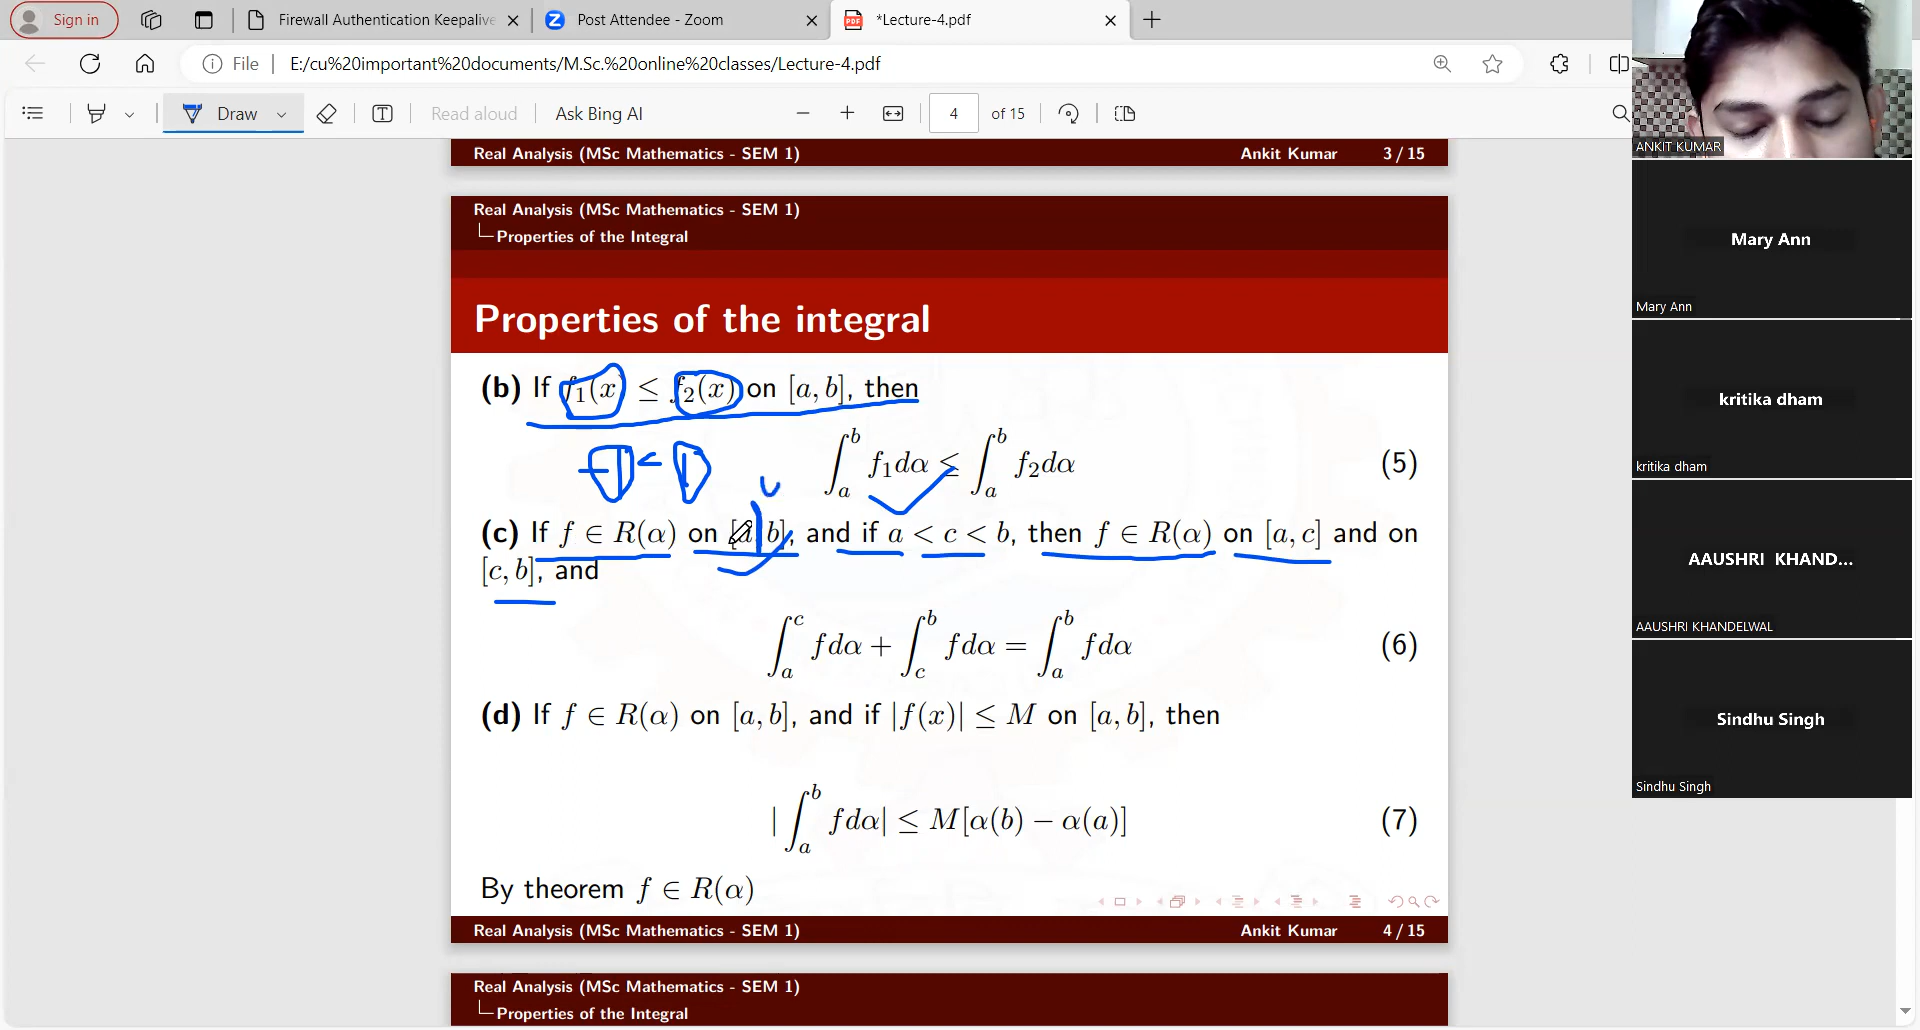 Sign in
Firewall Authentication Keepalive
Post Attendee - Zoom
*Lecture-4.pdf
File
E:/cu%20important%20documents/M.Sc.%20online%20classes/Lecture-4.pdf
Draw
Read aloud
Ask Bing AI
4
of 15
ANKIT KUMAR
Real Analysis (MSc Mathematics - SEM 1)
Ankit Kumar
3 / 15
Real Analysis (MSc Mathematics - SEM 1)
Properties of the Integral
Properties of the integral
(b) If f₁(x) ≤ f₂(x) on [a, b], then
∫ₐᵇ f₁dα ≤ ∫ₐᵇ f₂dα (5)
(c) If f ∈ R(α) on [a, b], and if a < c < b, then f ∈ R(α) on [a, c] and on
[c, b], and
∫ₐᶜ fdα + ∫_c^b fdα = ∫ₐᵇ fdα (6)
(d) If f ∈ R(α) on [a, b], and if |f(x)| ≤ M on [a, b], then
|∫ₐᵇ fdα| ≤ M[α(b) − α(a)] (7)
By theorem f ∈ R(α)
Real Analysis (MSc Mathematics - SEM 1)
Ankit Kumar
4 / 15
Real Analysis (MSc Mathematics - SEM 1)
Properties of the Integral
Mary Ann
Mary Ann
kritika dham
kritika dham
AAUSHRI KHAND...
AAUSHRI KHANDELWAL
Sindhu Singh
Sindhu Singh